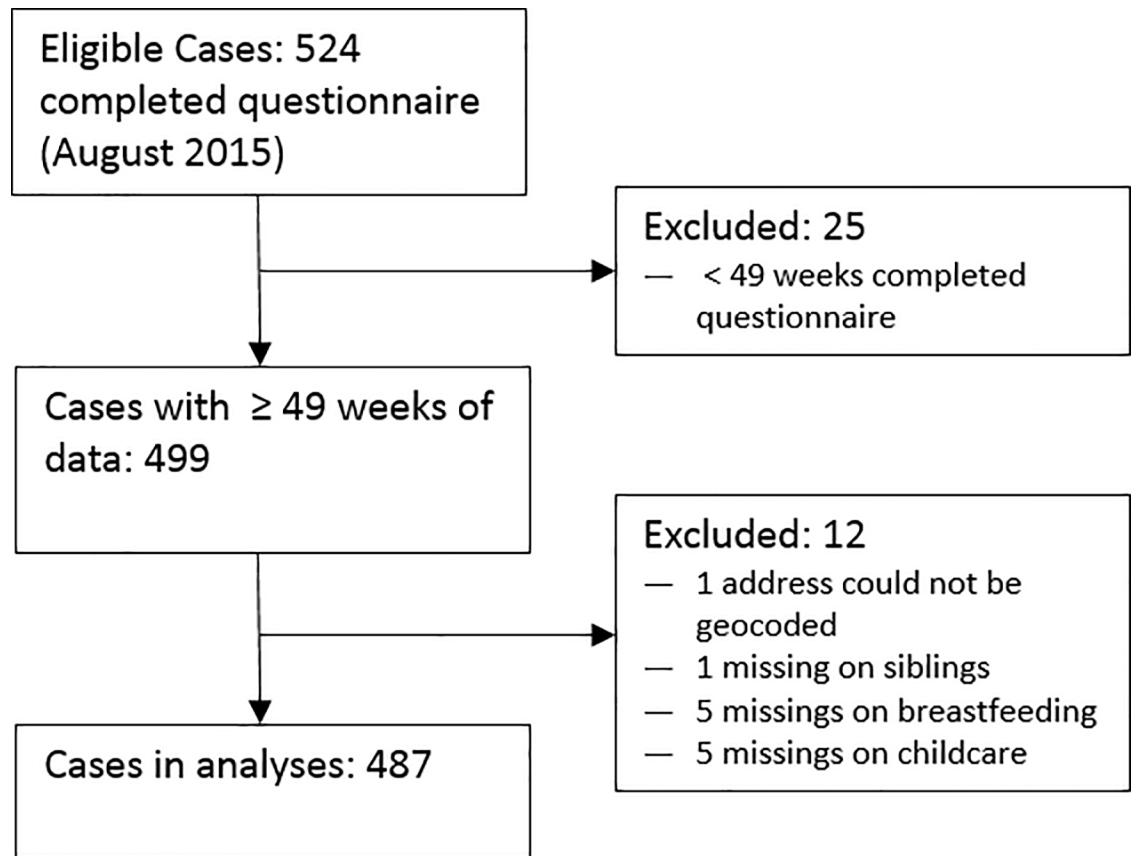 Eligible Cases: 524
completed questionnaire
(August 2015)
Excluded: 25
— < 49 weeks completed
questionnaire
Cases with ≥ 49 weeks of
data: 499
Excluded: 12
— 1 address could not be
geocoded
— 1 missing on siblings
— 5 missings on breastfeeding
— 5 missings on childcare
Cases in analyses: 487